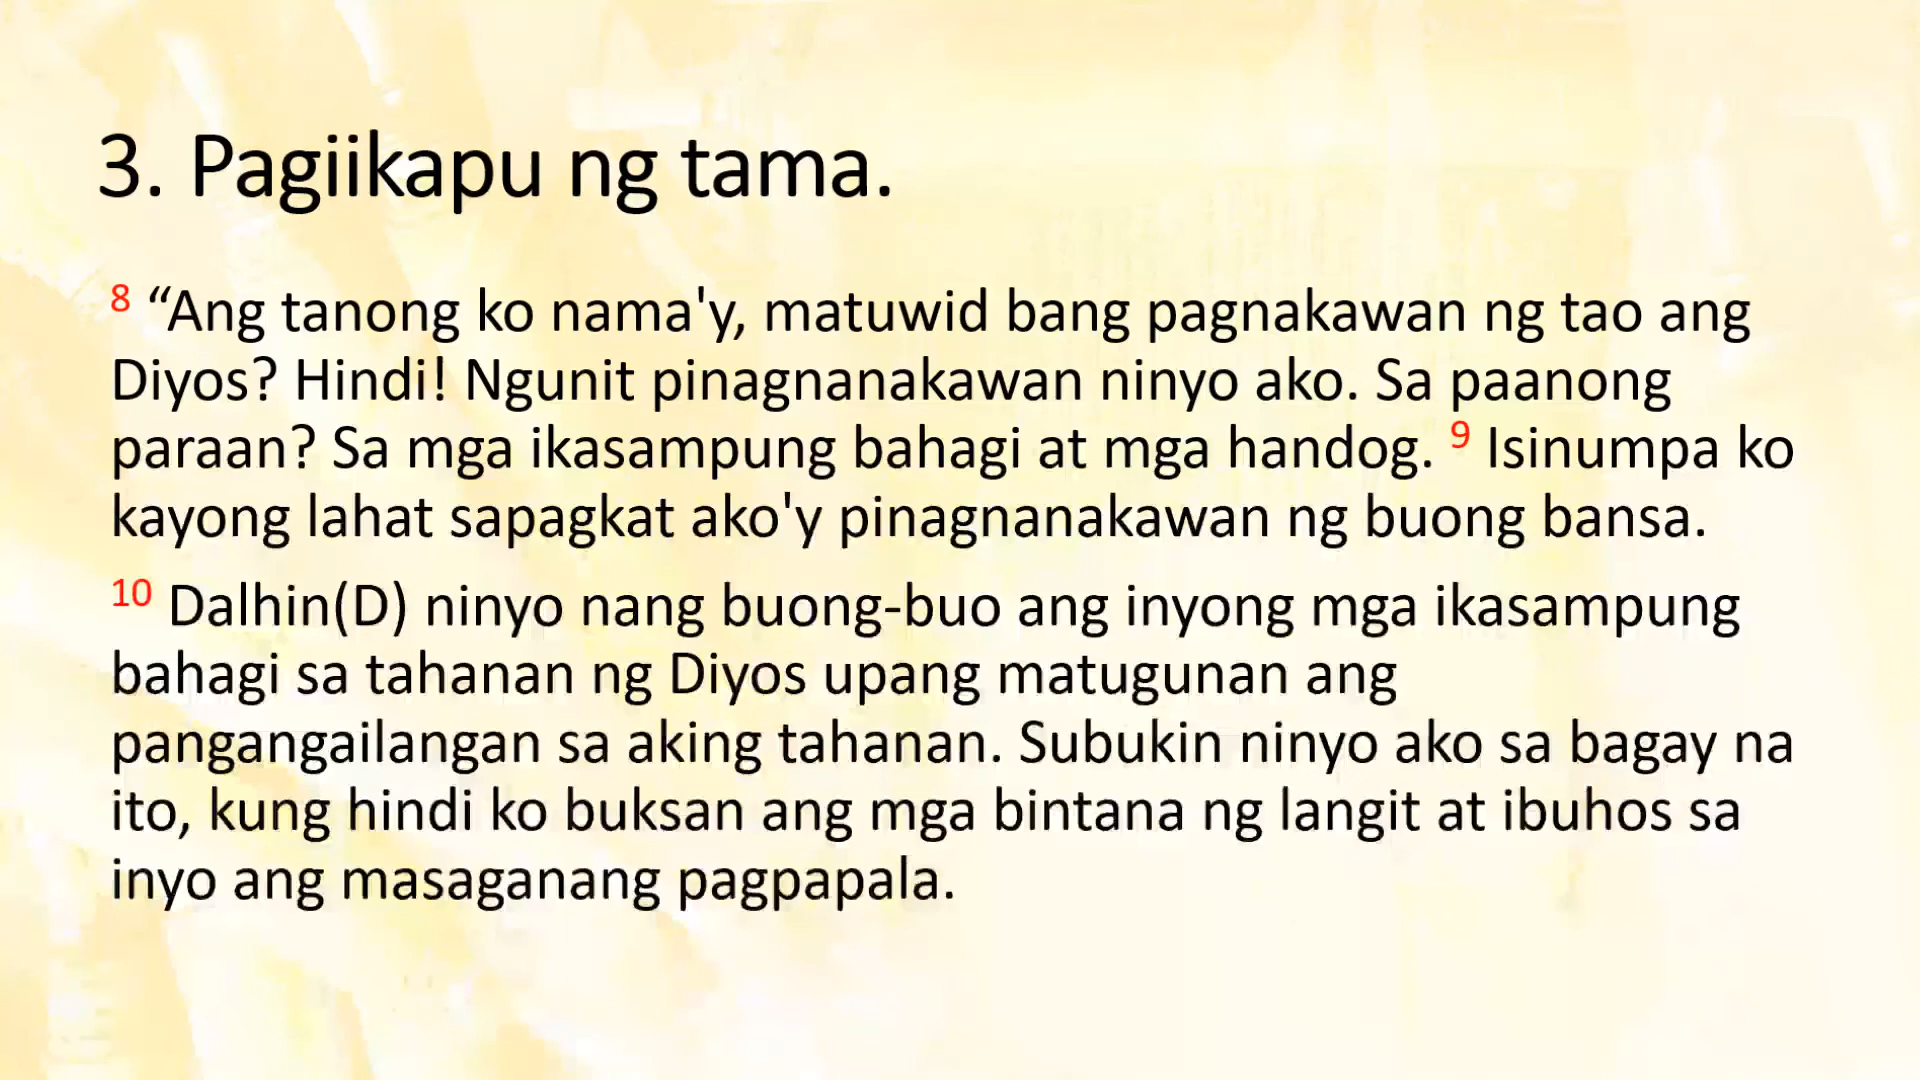 3. Pagiikapu ng tama.
8 “Ang tanong ko nama'y, matuwid bang pagnakawan ng tao ang
Diyos? Hindi! Ngunit pinagnanakawan ninyo ako. Sa paanong
paraan? Sa mga ikasampung bahagi at mga handog. 9 Isinumpa ko
kayong lahat sapagkat ako'y pinagnanakawan ng buong bansa.
10 Dalhin(D) ninyo nang buong-buo ang inyong mga ikasampung
bahagi sa tahanan ng Diyos upang matugunan ang
pangangailangan sa aking tahanan. Subukin ninyo ako sa bagay na
ito, kung hindi ko buksan ang mga bintana ng langit at ibuhos sa
inyo ang masaganang pagpapala.